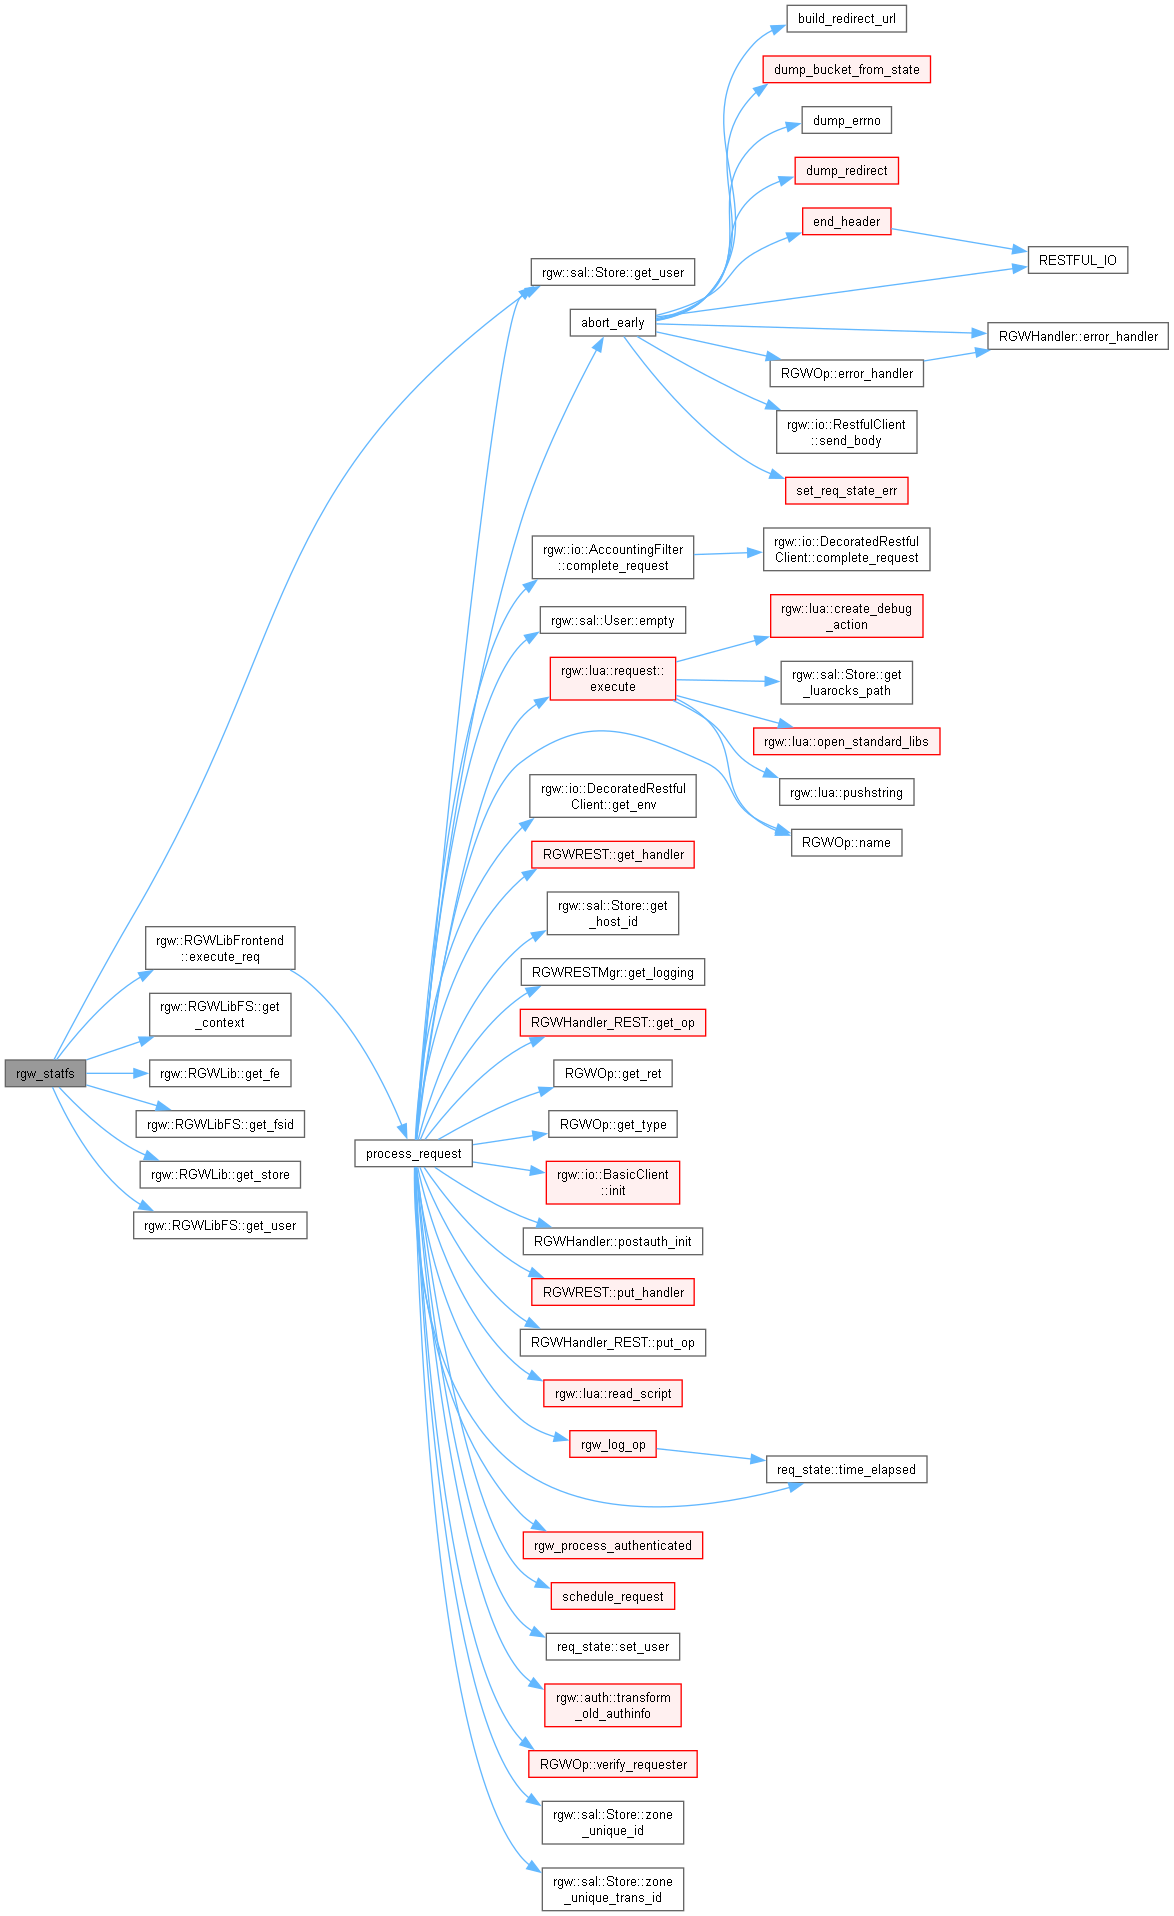 build_redirect_url
dump_bucket_from_state
dump_errno
dump_redirect
end_header
RESTFUL_IO
rgw::sal::Store::get_user
abort_early
RGWHandler::error_handler
RGWOp::error_handler
rgw::io::RestfulClient
::send_body
set_req_state_err
rgw::io::AccountingFilter
::complete_request
rgw::io::DecoratedRestful
Client::complete_request
rgw::sal::User::empty
rgw::lua::create_debug
_action
rgw::lua::request::
execute
rgw::sal::Store::get
_luarocks_path
rgw::lua::open_standard_libs
rgw::io::DecoratedRestful
Client::get_env
rgw::lua::pushstring
RGWOp::name
RGWREST::get_handler
rgw::sal::Store::get
_host_id
rgw::RGWLibFrontend
::execute_req
RGWRESTMgr::get_logging
rgw::RGWLibFS::get
_context
RGWHandler_REST::get_op
rgw_statfs
rgw::RGWLib::get_fe
RGWOp::get_ret
rgw::RGWLibFS::get_fsid
RGWOp::get_type
process_request
rgw::RGWLib::get_store
rgw::io::BasicClient
::init
rgw::RGWLibFS::get_user
RGWHandler::postauth_init
RGWREST::put_handler
RGWHandler_REST::put_op
rgw::lua::read_script
rgw_log_op
req_state::time_elapsed
rgw_process_authenticated
schedule_request
req_state::set_user
rgw::auth::transform
_old_authinfo
RGWOp::verify_requester
rgw::sal::Store::zone
_unique_id
rgw::sal::Store::zone
_unique_trans_id